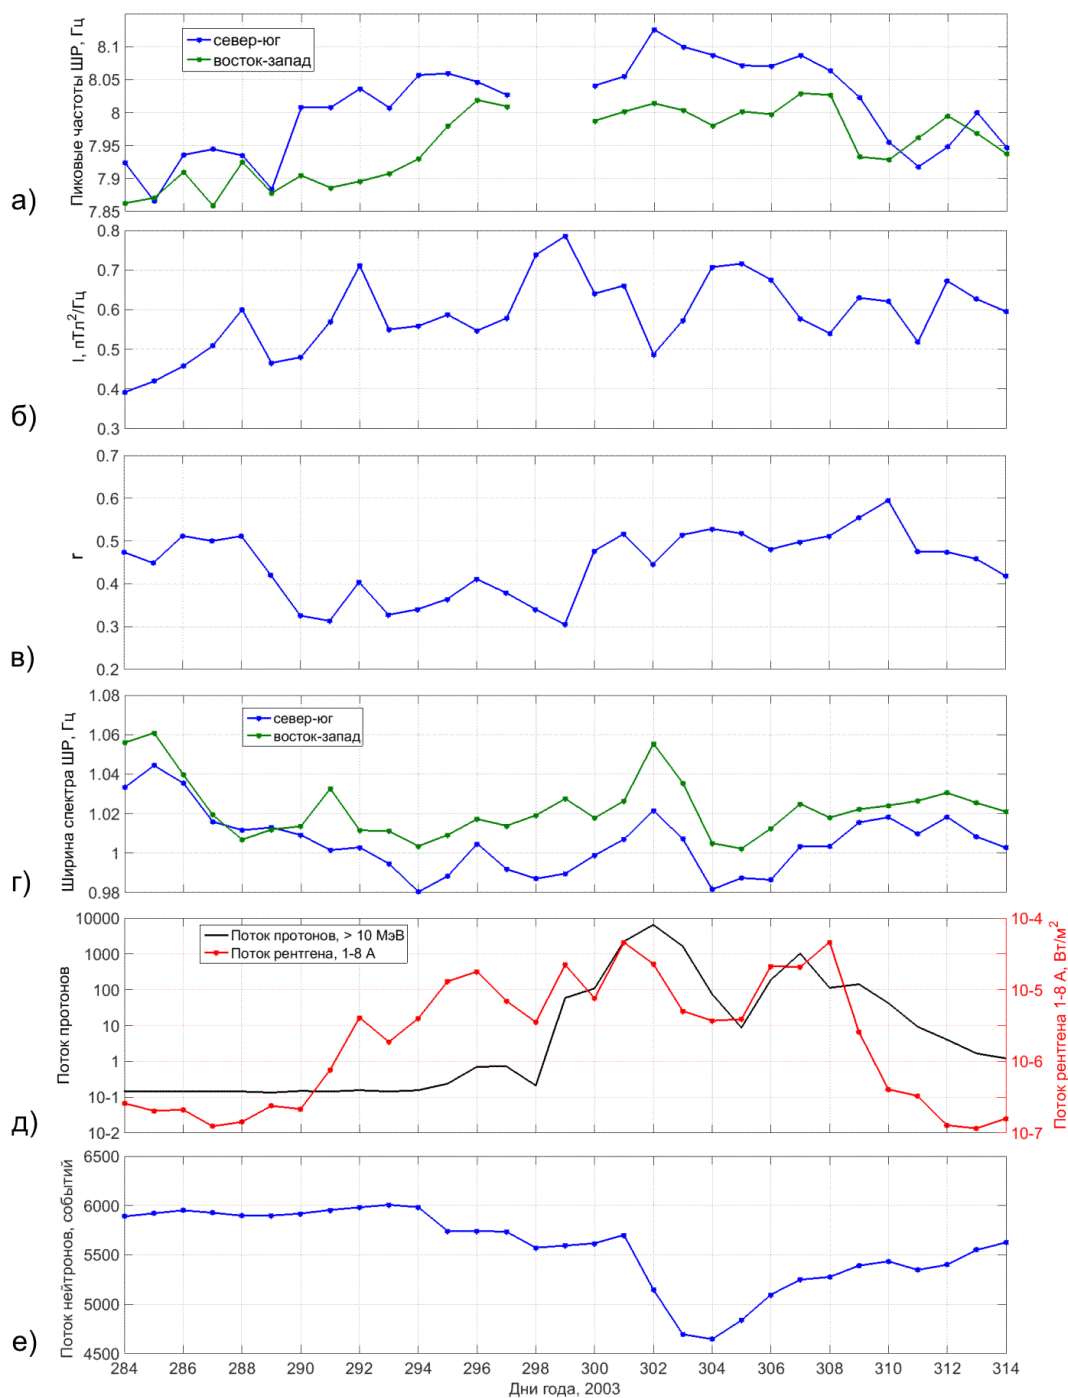 а)
Пиковые частоты ШР, Гц
8.1
8.05
8
7.95
7.9
7.85
север-юг
восток-запад
б)
I, пТл²/Гц
0.8
0.7
0.6
0.5
0.4
0.3
в)
r
0.7
0.6
0.5
0.4
0.3
0.2
г)
Ширина спектра ШР, Гц
1.08
1.06
1.04
1.02
1
0.98
север-юг
восток-запад
д)
Поток протонов
10000
1000
100
10
1
10-1
10-2
Поток протонов, > 10 МэВ
Поток рентгена, 1-8 А
10-4
10-5
10-6
10-7
Поток рентгена 1-8 А, Вт/м²
е)
Поток нейтронов, событий
6500
6000
5500
5000
4500
284 286 288 290 292 294 296 298 300 302 304 306 308 310 312 314
Дни года, 2003